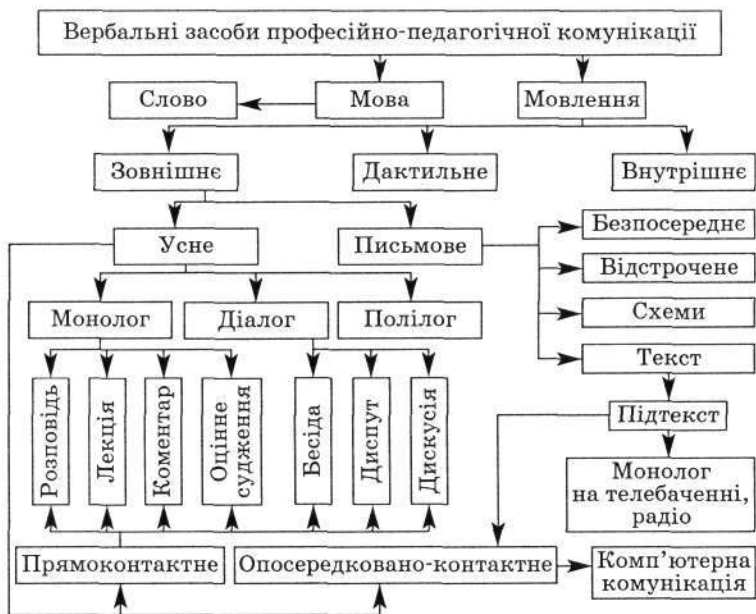 Вербальні засоби професійно-педагогічної комунікації
Слово
Мова
Мовлення
Зовнішнє
Дактильне
Внутрішнє
Усне
Письмове
Безпосереднє
Відстрочене
Схеми
Текст
Монолог
Діалог
Полілог
Розповідь
Лекція
Коментар
Оцінне
судження
Бесіда
Диспут
Дискусія
Підтекст
Монолог
на телебаченні,
радіо
Прямоконтактне
Опосередковано-контактне
Комп’ютерна
комунікація